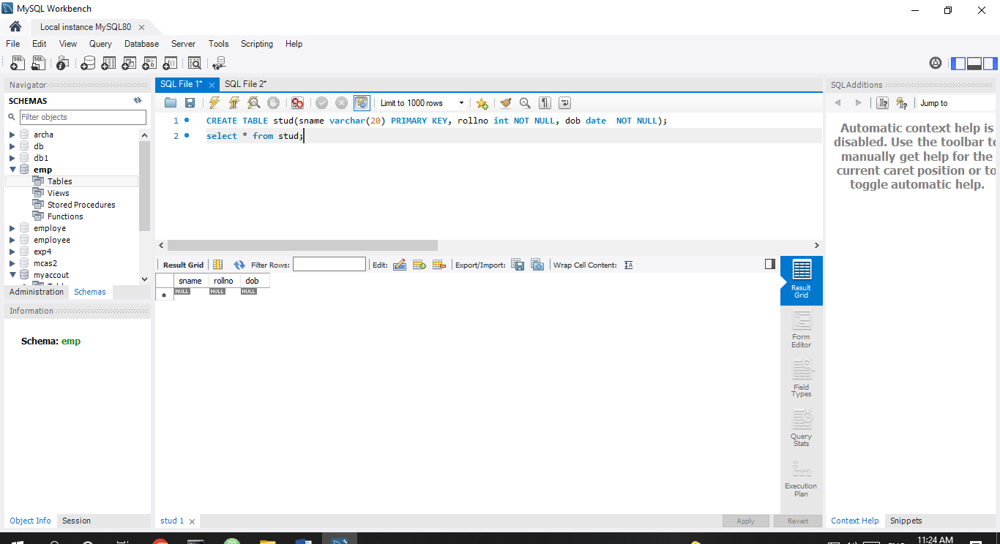 MySQL Workbench
Local instance MySQL80
File Edit View Query Database Server Tools Scripting Help
Navigator
SCHEMAS
Filter objects
archa
db
db1
emp
Tables
Views
Stored Procedures
Functions
employe
employee
exp4
mcas2
myaccout
Administration Schemas
Information
Schema: emp
Object Info Session
SQL File 1* SQL File 2*
Limit to 1000 rows
1 CREATE TABLE stud(sname varchar(20) PRIMARY KEY, rollno int NOT NULL, dob date  NOT NULL);
2 select * from stud;
Result Grid Filter Rows: Edit: Export/Import: Wrap Cell Content:
sname rollno dob
NULL NULL NULL
Result
Grid
Form
Editor
Field
Types
Query
Stats
Execution
Plan
stud 1
Apply Revert
SQLAdditions
Jump to
Automatic context help is
disabled. Use the toolbar to
manually get help for the
current caret position or to
toggle automatic help.
Context Help Snippets
11:24 AM